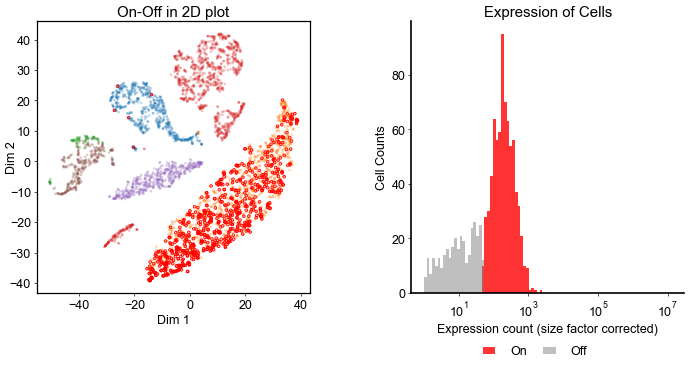 On-Off in 2D plot
40
30
20
10
0
−10
−20
−30
−40
Dim 2
−40
−20
0
20
40
Dim 1
Expression of Cells
80
60
40
20
0
Cell Counts
10^1
10^3
10^5
10^7
Expression count (size factor corrected)
On
Off